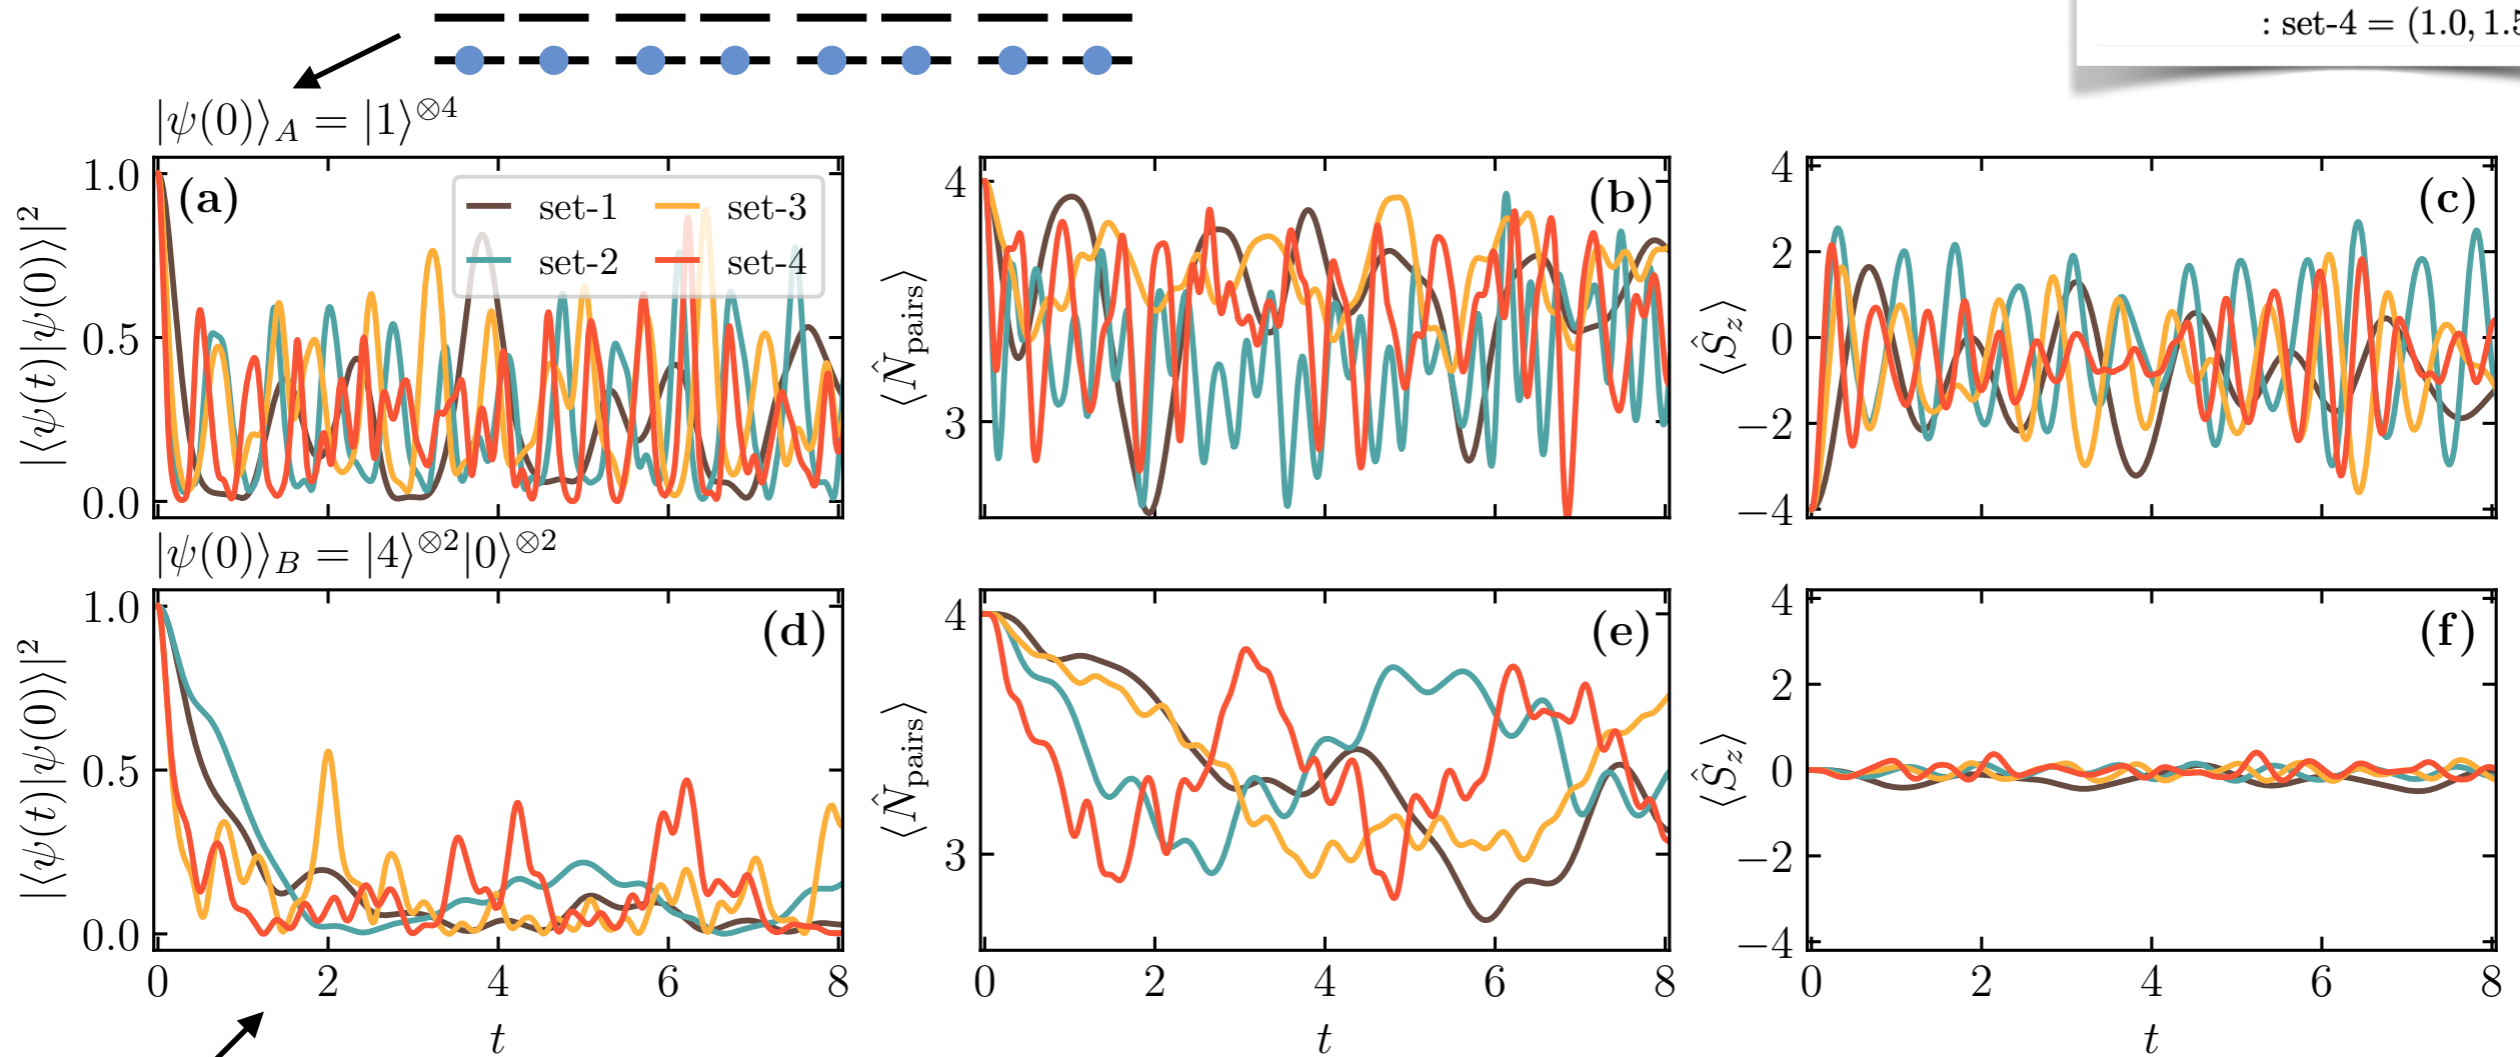 : set-4 = (1.0, 1.5
|ψ(0)⟩_A = |1⟩^{⊗4}
|⟨ψ(t)|ψ(0)⟩|²
1.0
0.5
0.0
(a)
set-1
set-2
set-3
set-4
⟨N̂_pairs⟩
4
3
(b)
⟨Ŝ_z⟩
4
2
0
−2
−4
(c)
|ψ(0)⟩_B = |4⟩^{⊗2}|0⟩^{⊗2}
|⟨ψ(t)|ψ(0)⟩|²
1.0
0.5
0.0
(d)
0 2 4 6 8
t
⟨N̂_pairs⟩
4
3
(e)
0 2 4 6 8
t
⟨Ŝ_z⟩
4
2
0
−2
−4
(f)
0 2 4 6 8
t